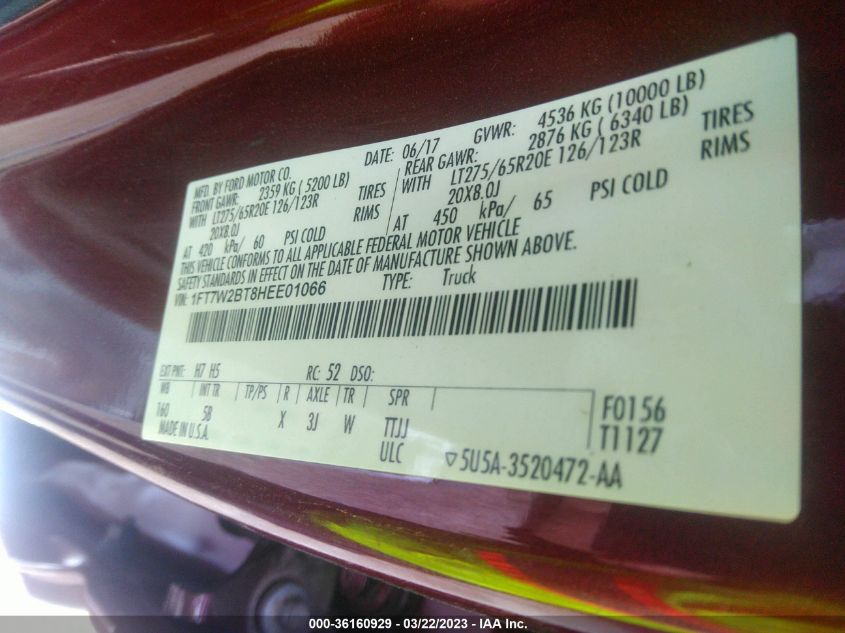 MFD. BY FORD MOTOR CO.
DATE: 06/17 GVWR: 4536 KG (10000 LB)
FRONT GAWR: 2359 KG (5200 LB) REAR GAWR: 2876 KG (6340 LB)
WITH LT275/65R20E 126/123R TIRES WITH LT275/65R20E 126/123R TIRES
20X8.0J RIMS 20X8.0J RIMS
AT 420 kPa/ 60 PSI COLD AT 450 kPa/ 65 PSI COLD
THIS VEHICLE CONFORMS TO ALL APPLICABLE FEDERAL MOTOR VEHICLE
SAFETY STANDARDS IN EFFECT ON THE DATE OF MANUFACTURE SHOWN ABOVE.
VIN: 1FT7W2BT8HEE01066 TYPE: Truck
EXT PNT: H7 H5 RC: 52 DSO:
WB INT TR TP/PS R AXLE TR SPR
160 5B X 3J W TTJJ F0156
MADE IN U.S.A. ULC T1127
▽5U5A-3520472-AA
000-36160929 - 03/22/2023 - IAA Inc.